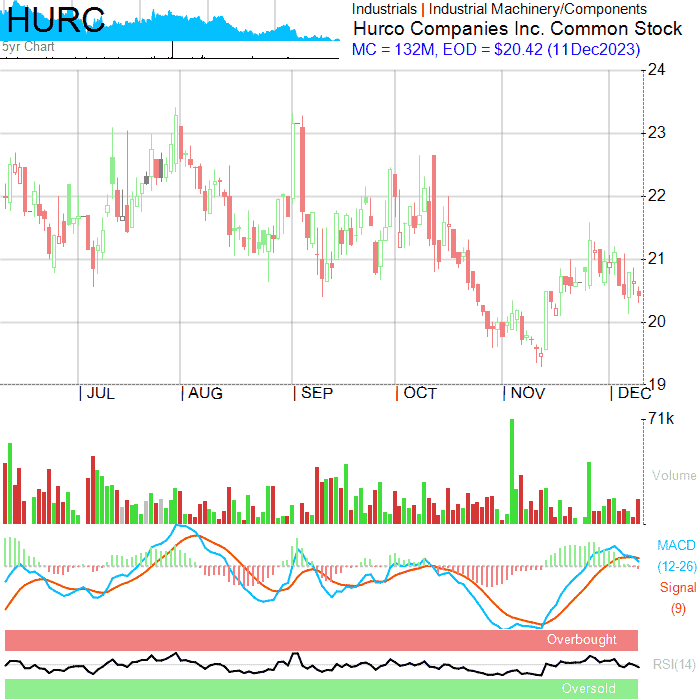 HURC
5yr Chart
Industrials | Industrial Machinery/Components
Hurco Companies Inc. Common Stock
MC = 132M, EOD = $20.42 (11Dec2023)
24
23
22
21
20
19
| JUL | AUG | SEP | OCT | NOV | DEC
71k
Volume
MACD
(12-26)
Signal
(9)
Overbought
RSI(14)
Oversold